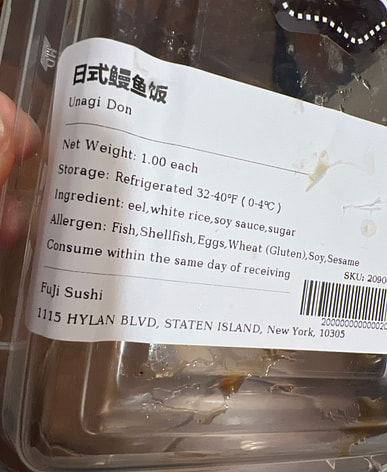 日式鳗鱼饭
Unagi Don
Net Weight: 1.00 each
Storage: Refrigerated 32-40°F ( 0-4℃ )
Ingredient: eel,white rice,soy sauce,sugar
Allergen: Fish,Shellfish,Eggs,Wheat (Gluten),Soy,Sesame
Consume within the same day of receiving
SKU: 2090
Fuji Sushi
1115 HYLAN BLVD, STATEN ISLAND, New York, 10305